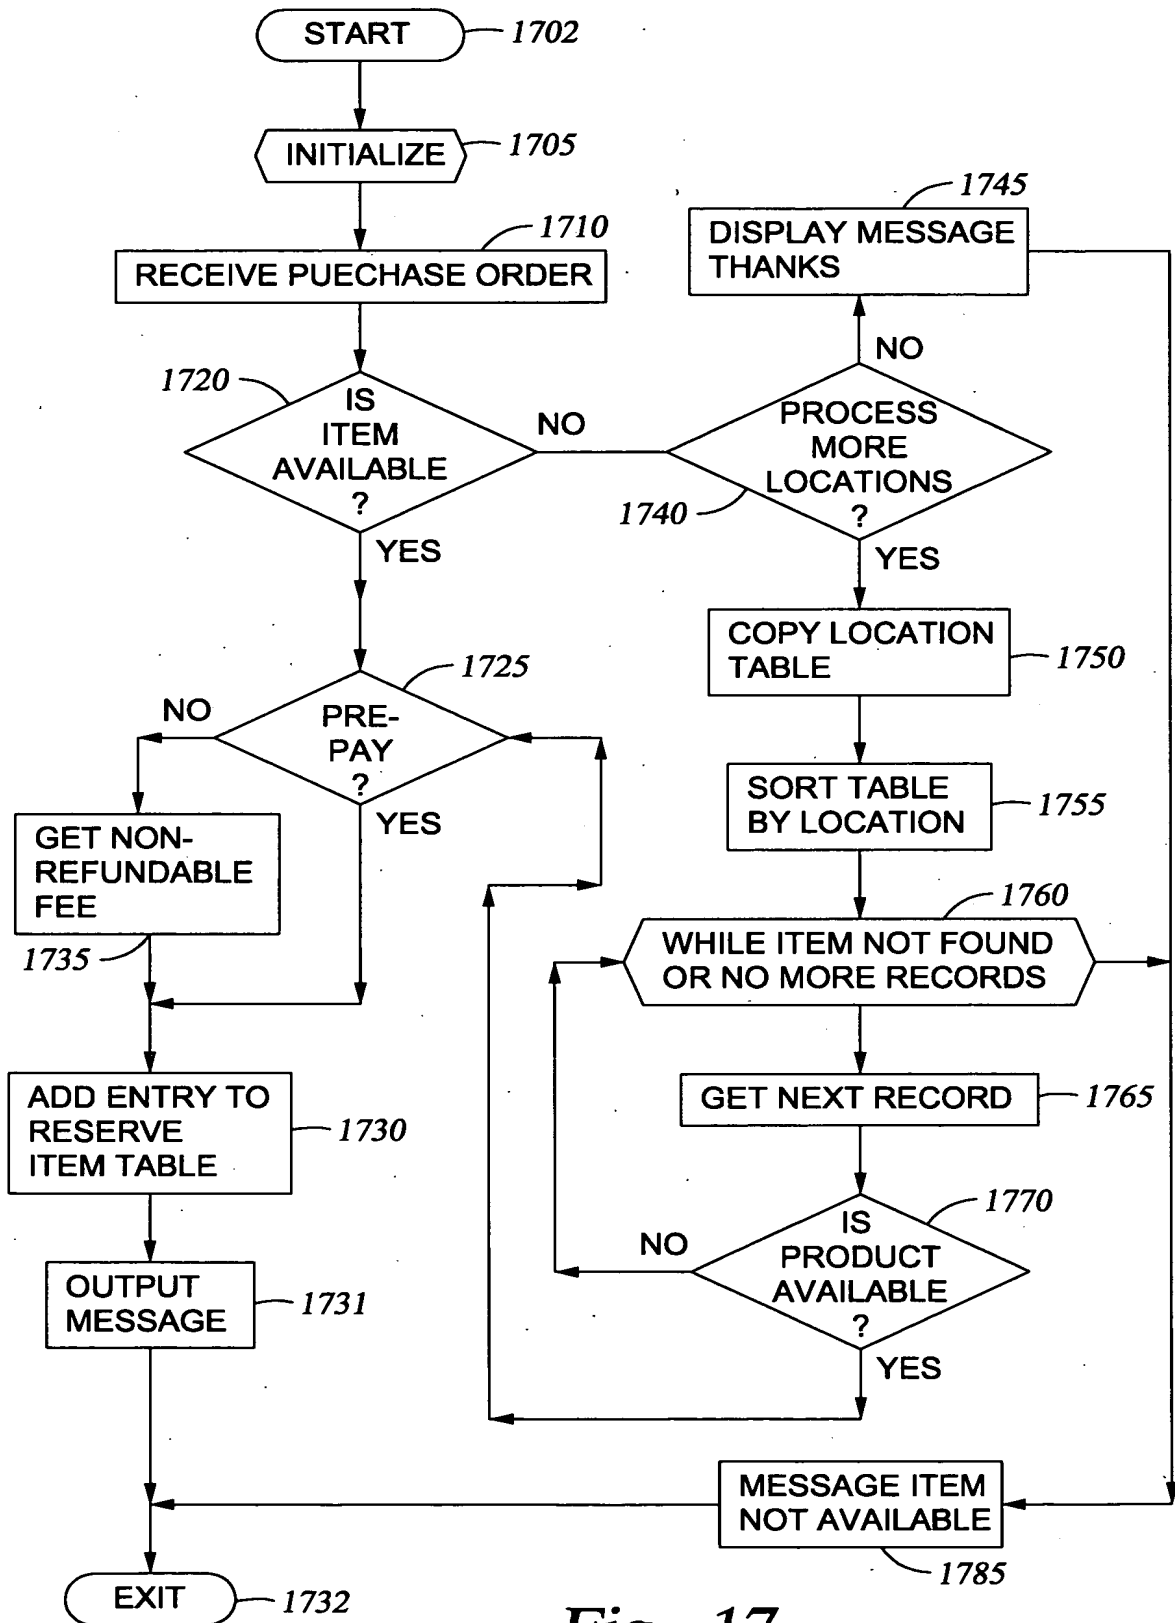 START
1702
INITIALIZE
1705
1710
RECEIVE PUECHASE ORDER
1720
IS
ITEM
AVAILABLE
?
NO
YES
1745
DISPLAY MESSAGE
THANKS
NO
PROCESS
MORE
LOCATIONS
?
1740
YES
COPY LOCATION
TABLE
1750
SORT TABLE
BY LOCATION
1755
1725
NO
PRE-
PAY
?
YES
GET NON-
REFUNDABLE
FEE
1735
1760
WHILE ITEM NOT FOUND
OR NO MORE RECORDS
GET NEXT RECORD
1765
1770
NO
IS
PRODUCT
AVAILABLE
?
YES
ADD ENTRY TO
RESERVE
ITEM TABLE
1730
OUTPUT
MESSAGE
1731
MESSAGE ITEM
NOT AVAILABLE
1785
EXIT
1732
Fig. 17